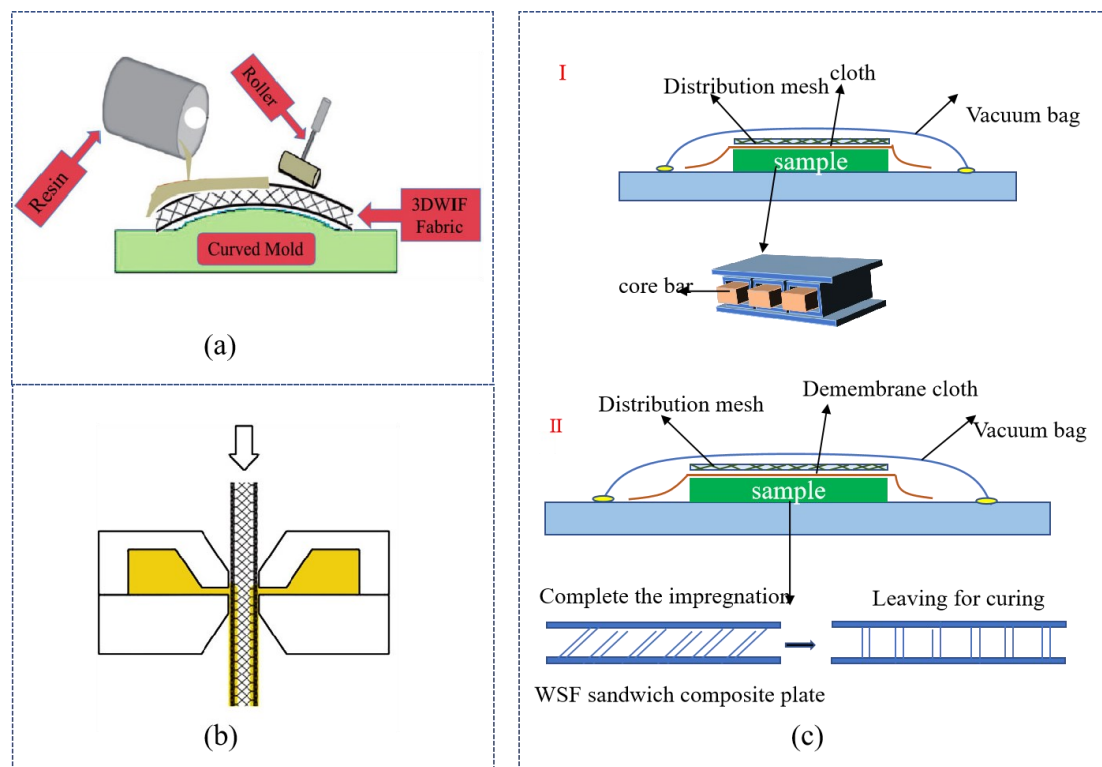 Resin
Roller
3DWIF
Fabric
Curved Mold
(a)
(b)
I
Distribution mesh
cloth
Vacuum bag
sample
core bar
II
Distribution mesh
Demembrane cloth
Vacuum bag
sample
Complete the impregnation
Leaving for curing
WSF sandwich composite plate
(c)